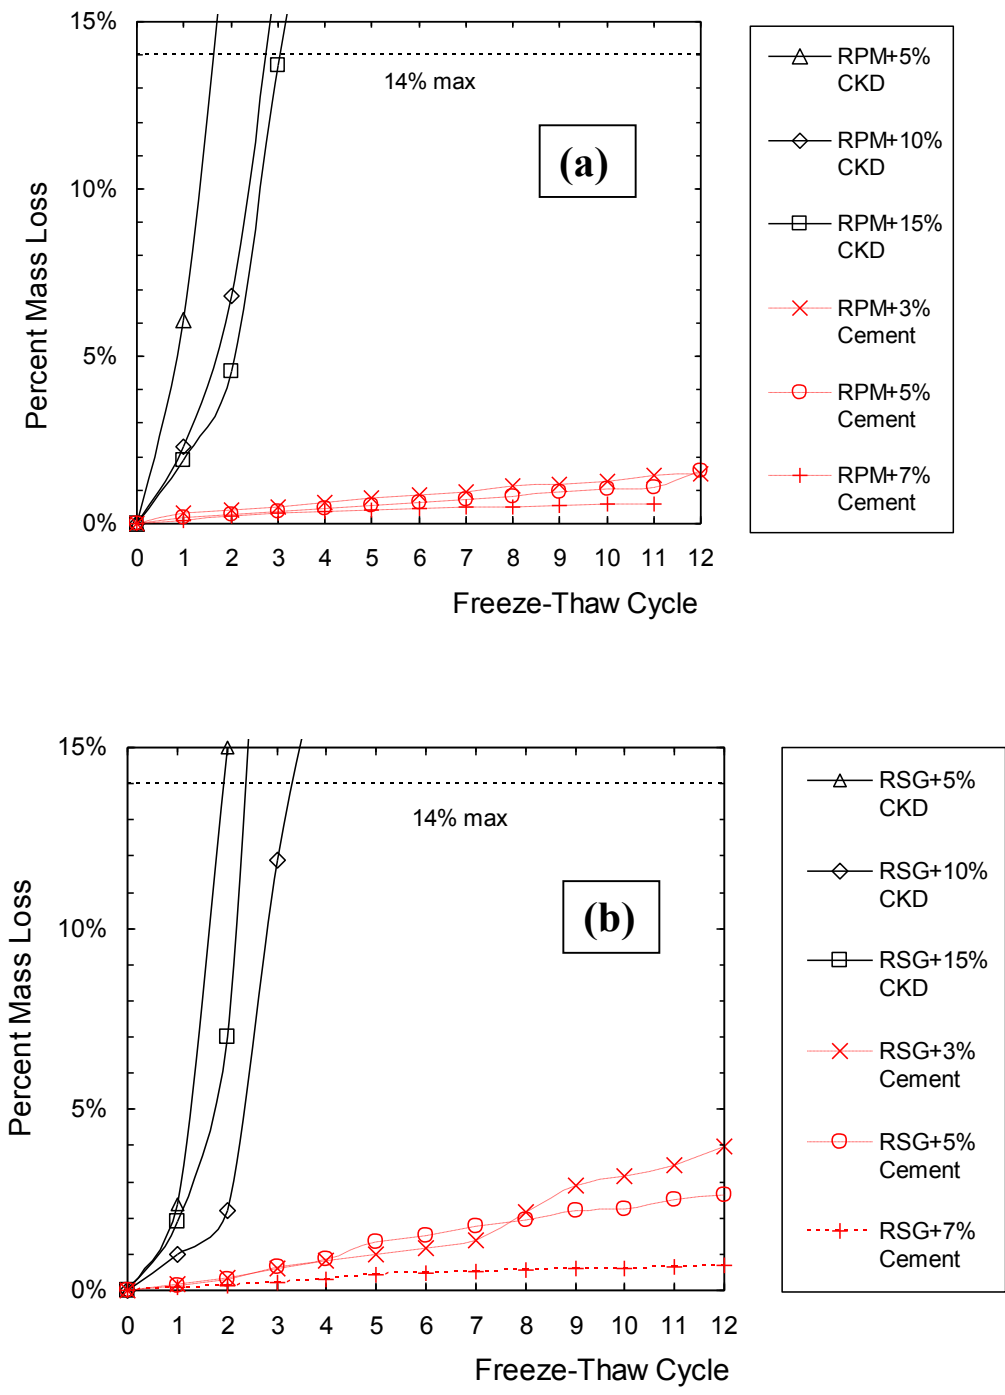 15%
10%
5%
0%
Percent Mass Loss
14% max
(a)
0 1 2 3 4 5 6 7 8 9 10 11 12
Freeze-Thaw Cycle
RPM+5%
CKD
RPM+10%
CKD
RPM+15%
CKD
RPM+3%
Cement
RPM+5%
Cement
RPM+7%
Cement
15%
10%
5%
0%
Percent Mass Loss
14% max
(b)
0 1 2 3 4 5 6 7 8 9 10 11 12
Freeze-Thaw Cycle
RSG+5%
CKD
RSG+10%
CKD
RSG+15%
CKD
RSG+3%
Cement
RSG+5%
Cement
RSG+7%
Cement